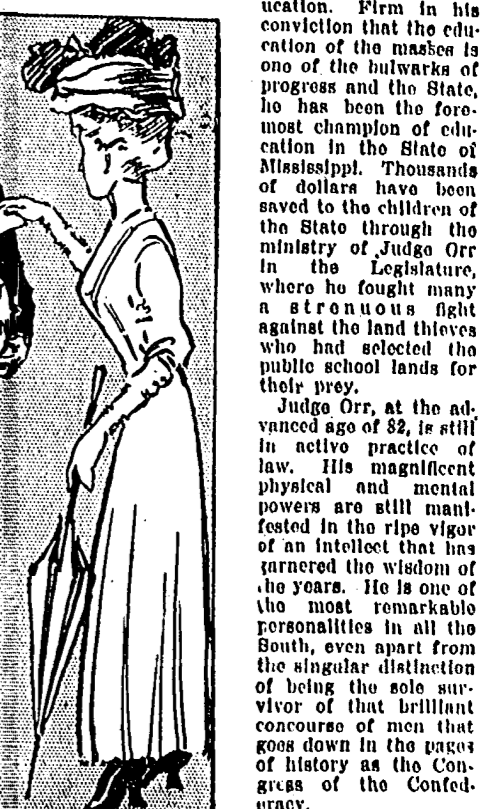 ucation. Firm in his
conviction that the edu-
cation of the masses is
one of the bulwarks of
progress and the State,
he has been the fore-
most champion of edu-
cation in the State of
Mississippi. Thousands
of dollars have been
saved to the children of
the State through the
ministry of Judge Orr
in the Legislature,
where he fought many
a strenuous fight
against the land thieves
who had selected the
public school lands for
their prey.
Judge Orr, at the ad-
vanced age of 82, is still
in active practice of
law. His magnificent
physical and mental
powers are still mani-
fested in the ripe vigor
of an intellect that has
garnered the wisdom of
the years. He is one of
the most remarkable
personalities in all the
South, even apart from
the singular distinction
of being the sole sur-
vivor of that brilliant
concourse of men that
goes down in the pages
of history as the Con-
gress of the Confed-
eracy.